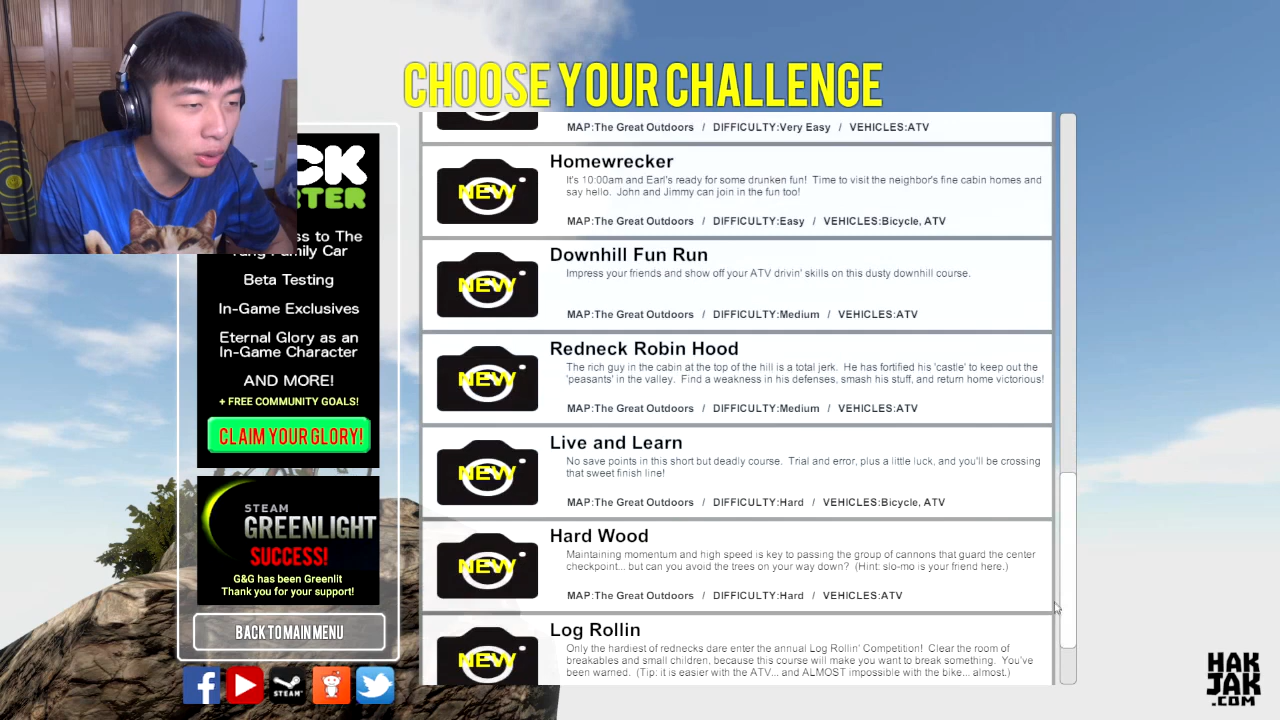 CHOOSE YOUR CHALLENGE
MAP:The Great Outdoors / DIFFICULTY:Very Easy / VEHICLES:ATV
NEW
Homewrecker
It's 10:00am and Earl's ready for some drunken fun! Time to visit the neighbor's fine cabin homes and
say hello. John and Jimmy can join in the fun too!
MAP:The Great Outdoors / DIFFICULTY:Easy / VEHICLES:Bicycle, ATV
NEW
Downhill Fun Run
Impress your friends and show off your ATV drivin' skills on this dusty downhill course.
MAP:The Great Outdoors / DIFFICULTY:Medium / VEHICLES:ATV
NEW
Redneck Robin Hood
The rich guy in the cabin at the top of the hill is a total jerk. He has fortified his 'castle' to keep out the
'peasants' in the valley. Find a weakness in his defenses, smash his stuff, and return home victorious!
MAP:The Great Outdoors / DIFFICULTY:Medium / VEHICLES:ATV
NEW
Live and Learn
No save points in this short but deadly course. Trial and error, plus a little luck, and you'll be crossing
that sweet finish line!
MAP:The Great Outdoors / DIFFICULTY:Hard / VEHICLES:Bicycle, ATV
NEW
Hard Wood
Maintaining momentum and high speed is key to passing the group of cannons that guard the center
checkpoint... but can you avoid the trees on your way down? (Hint: slo-mo is your friend here.)
MAP:The Great Outdoors / DIFFICULTY:Hard / VEHICLES:ATV
NEW
Log Rollin
Only the hardiest of rednecks dare enter the annual Log Rollin' Competition! Clear the room of
breakables and small children, because this course will make you want to break something. You've
been warned. (Tip: it is easier with the ATV... and ALMOST impossible with the bike... almost.)
CK
RTER
ss to The
Family Car
Beta Testing
In-Game Exclusives
Eternal Glory as an
In-Game Character
AND MORE!
+ FREE COMMUNITY GOALS!
CLAIM YOUR GLORY!
STEAM
GREENLIGHT
SUCCESS!
G&G has been Greenlit
Thank you for your support!
BACK TO MAIN MENU
STEAM
HAK
JAK
.COM